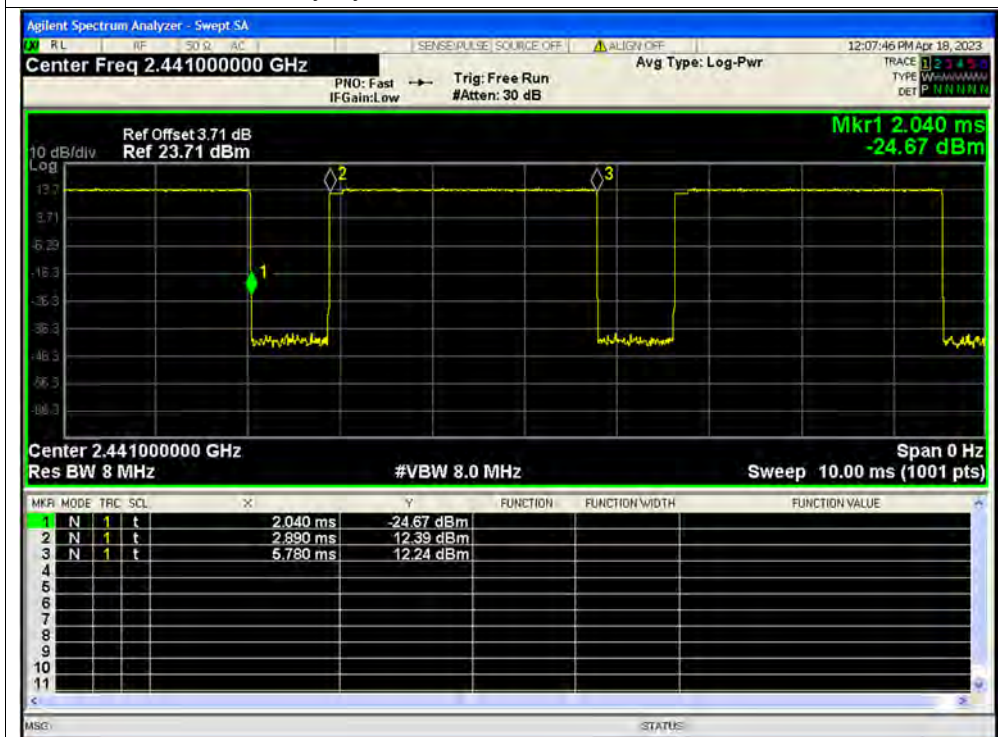 Agilent Spectrum Analyzer - Swept SA
RL RF 50 Ω AC SENSE:PULSE SOURCE OFF ALIGN OFF 12:07:46 PM Apr 18, 2023
Center Freq 2.441000000 GHz Avg Type: Log-Pwr TRACE 1 2 3 4 5 6
PNO: Fast Trig: Free Run TYPE
IFGain:Low #Atten: 30 dB DET P N N N N N
Mkr1 2.040 ms
Ref Offset 3.71 dB
10 dB/div Ref 23.71 dBm -24.67 dBm
Log
2
3
13.7
3.71
-6.29
-16.3
1
-26.3
-36.3
-46.3
-56.3
-66.3
Center 2.441000000 GHz Span 0 Hz
Res BW 8 MHz #VBW 8.0 MHz Sweep 10.00 ms (1001 pts)
MKR MODE TRC SCL X Y FUNCTION FUNCTION WIDTH FUNCTION VALUE
1 N 1 t 2.040 ms -24.67 dBm
2 N 1 t 2.890 ms 12.39 dBm
3 N 1 t 5.780 ms 12.24 dBm
4
5
6
7
8
9
10
11
MSG STATUS